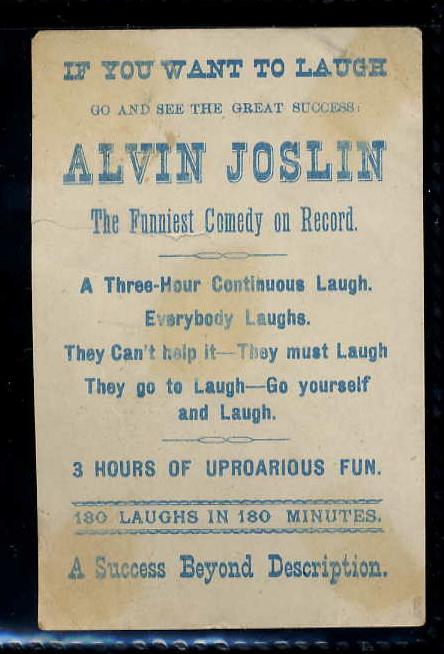 IF YOU WANT TO LAUGH
GO AND SEE THE GREAT SUCCESS:
ALVIN JOSLIN
The Funniest Comedy on Record.
A Three-Hour Continuous Laugh.
Everybody Laughs.
They Can't help it—They must Laugh
They go to Laugh—Go yourself
and Laugh.
3 HOURS OF UPROARIOUS FUN.
180 LAUGHS IN 180 MINUTES.
A Success Beyond Description.